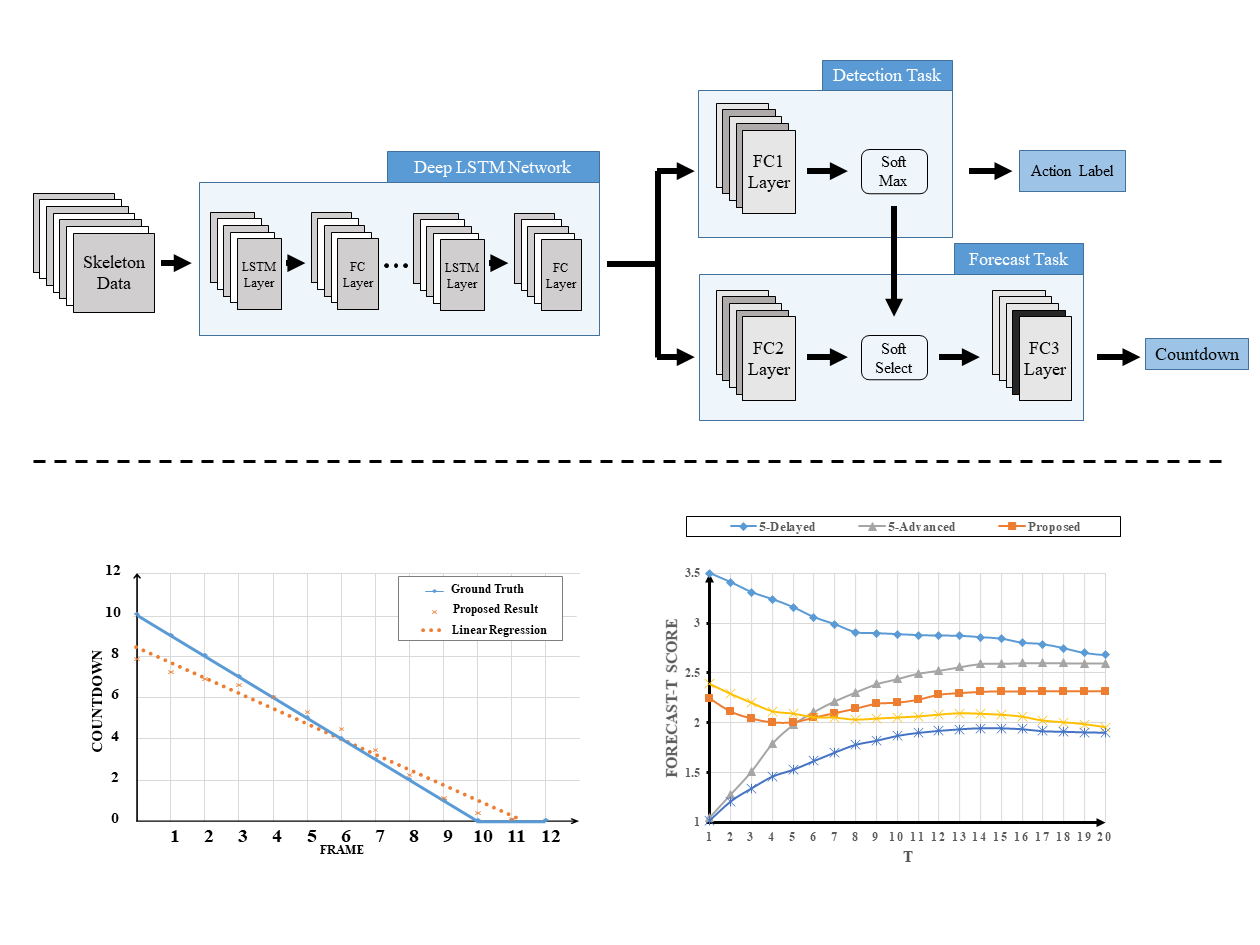 Detection Task
FC1
Layer
Soft
Max
Action Label
Deep LSTM Network
Skeleton
Data
LSTM
Layer
FC
Layer
...
LSTM
Layer
FC
Layer
Forecast Task
FC2
Layer
Soft
Select
FC3
Layer
Countdown
12
10
8
6
4
2
0
COUNTDOWN
Ground Truth
Proposed Result
Linear Regression
1 2 3 4 5 6 7 8 9 10 11 12
FRAME
5-Delayed 5-Advanced Proposed
3.5
3
2.5
2
1.5
1
FORECAST-T SCORE
1 2 3 4 5 6 7 8 9 10 11 12 13 14 15 16 17 18 19 20
T